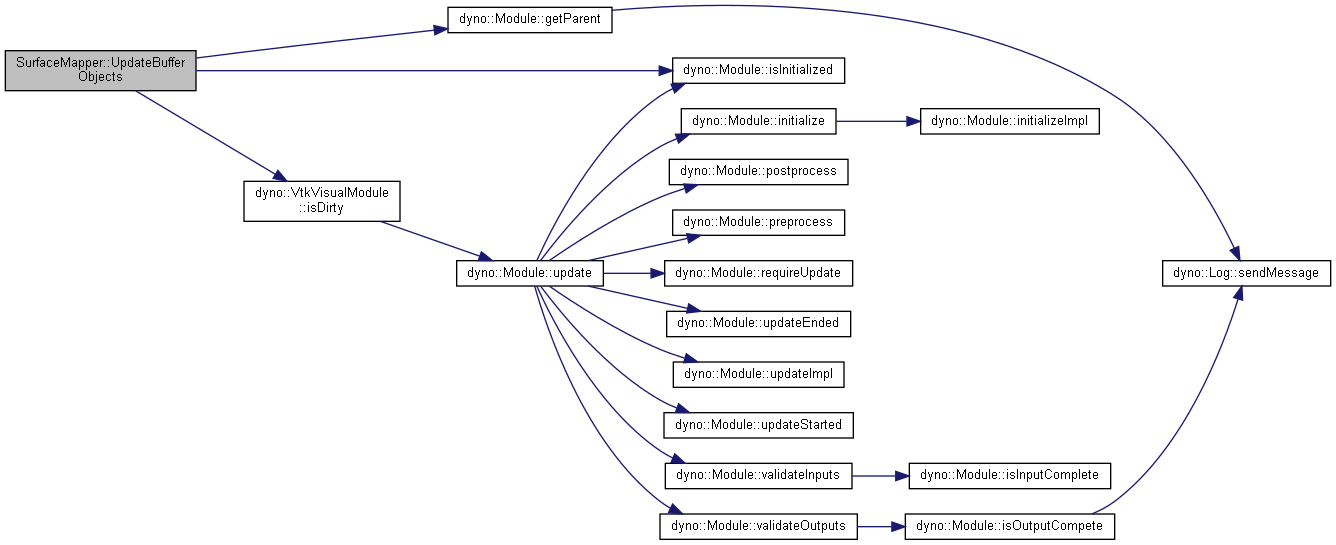 dyno::Module::getParent
SurfaceMapper::UpdateBuffer
Objects
dyno::Module::isInitialized
dyno::Module::initialize
dyno::Module::initializeImpl
dyno::Module::postprocess
dyno::VtkVisualModule
::isDirty
dyno::Module::preprocess
dyno::Module::update
dyno::Module::requireUpdate
dyno::Log::sendMessage
dyno::Module::updateEnded
dyno::Module::updateImpl
dyno::Module::updateStarted
dyno::Module::validateInputs
dyno::Module::isInputComplete
dyno::Module::validateOutputs
dyno::Module::isOutputCompete